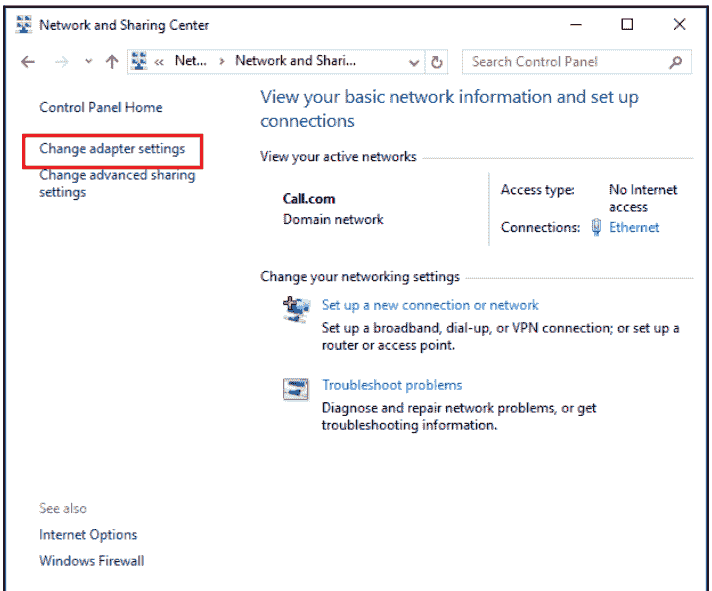 Network and Sharing Center
« Net... › Network and Shari...
Search Control Panel
Control Panel Home
Change adapter settings
Change advanced sharing
settings
View your basic network information and set up
connections
View your active networks
Call.com
Domain network
Access type: No Internet
access
Connections: Ethernet
Change your networking settings
Set up a new connection or network
Set up a broadband, dial-up, or VPN connection; or set up a
router or access point.
Troubleshoot problems
Diagnose and repair network problems, or get
troubleshooting information.
See also
Internet Options
Windows Firewall